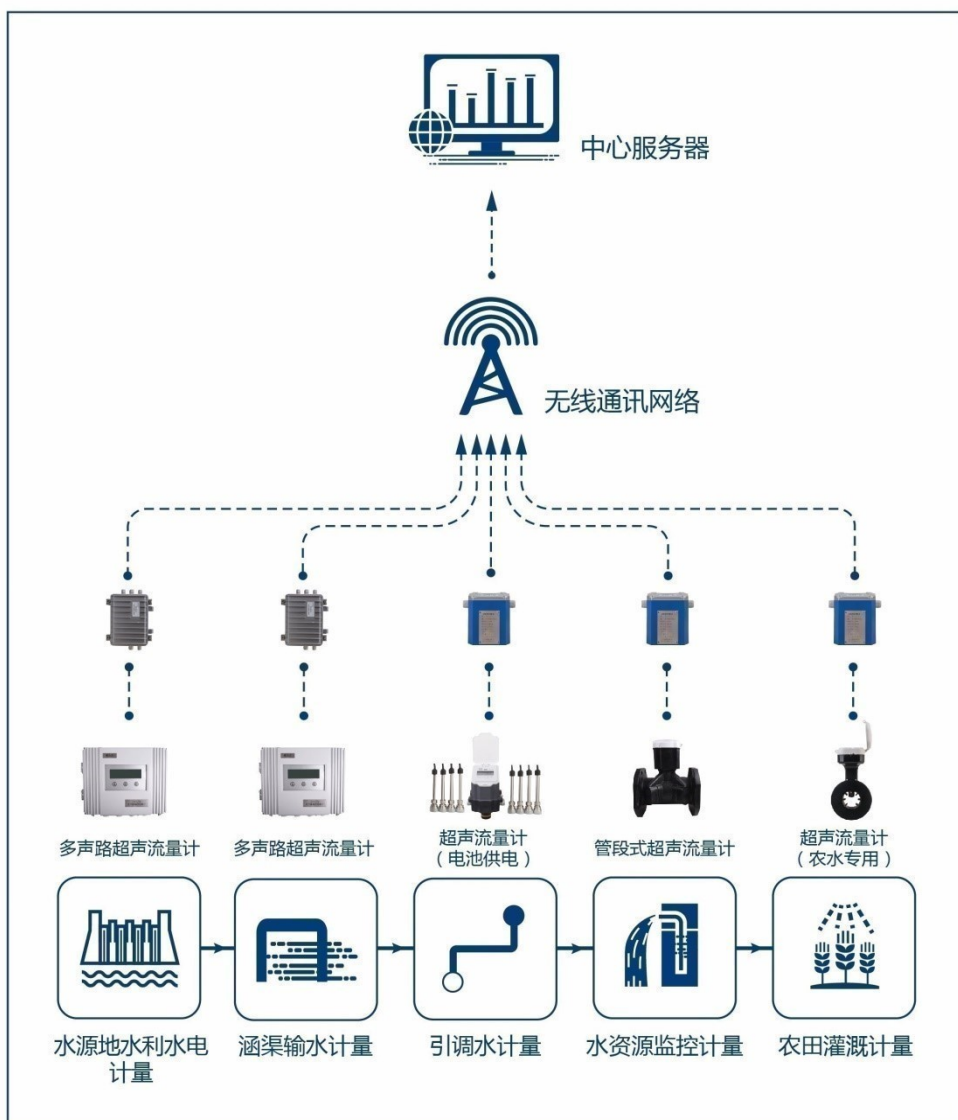 中心服务器
无线通讯网络
多声路超声流量计
多声路超声流量计
超声流量计
（电池供电）
管段式超声流量计
超声流量计
（农水专用）
水源地水利水电
计量
涵渠输水计量
引调水计量
水资源监控计量
农田灌溉计量